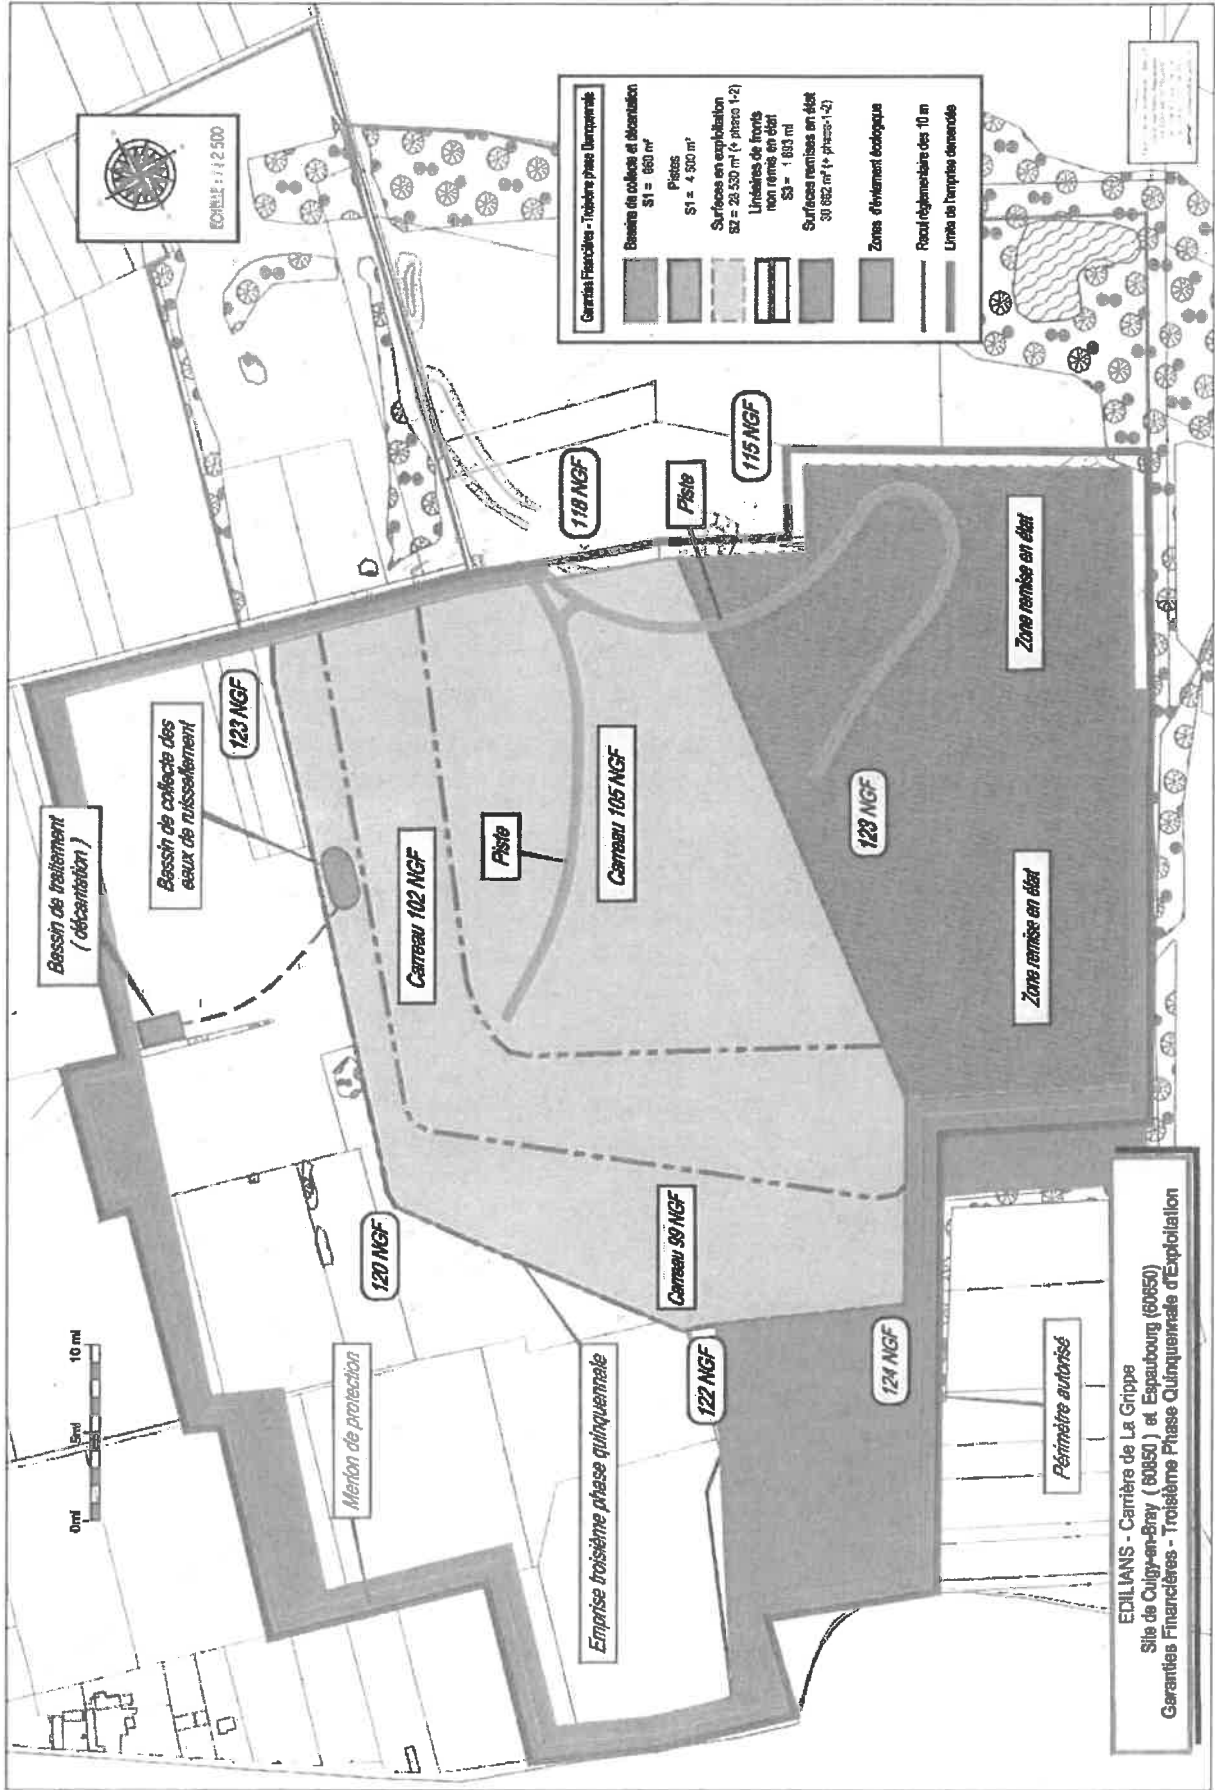 ECHELLE : 1 / 2 500
Garanties Financières - Troisième phase Quinquennale
Bassins de collecte et décantation
S1 = 860 m²
Pistes
S1 = 4 500 m²
Surfaces en exploitation
S2 = 28 530 m² (+ phase 1-2)
Linéaires de fronts
non remis en état
S3 = 1 693 ml
Surfaces remises en état
30 662 m² (+ phase-1-2)
Zones d'évitement écologique
Recul réglementaire des 10 m
Limite de l'emprise demandée
Bassin de traitement
( décantation )
Bassin de collecte des
eaux de ruissellement
123 NGF
118 NGF
115 NGF
Piste
Carreau 102 NGF
Piste
Carreau 105 NGF
123 NGF
Zone remise en état
Zone remise en état
0ml 5ml 10 ml
Merlon de protection
120 NGF
Carreau 99 NGF
Emprise troisième phase quinquennale
122 NGF
124 NGF
Périmètre autorisé
EDILIANS - Carrière de La Grippe
Site de Cuigy-en-Bray ( 60850 ) et Espaubourg (60650)
Garanties Financières - Troisième Phase Quinquennale d'Exploitation